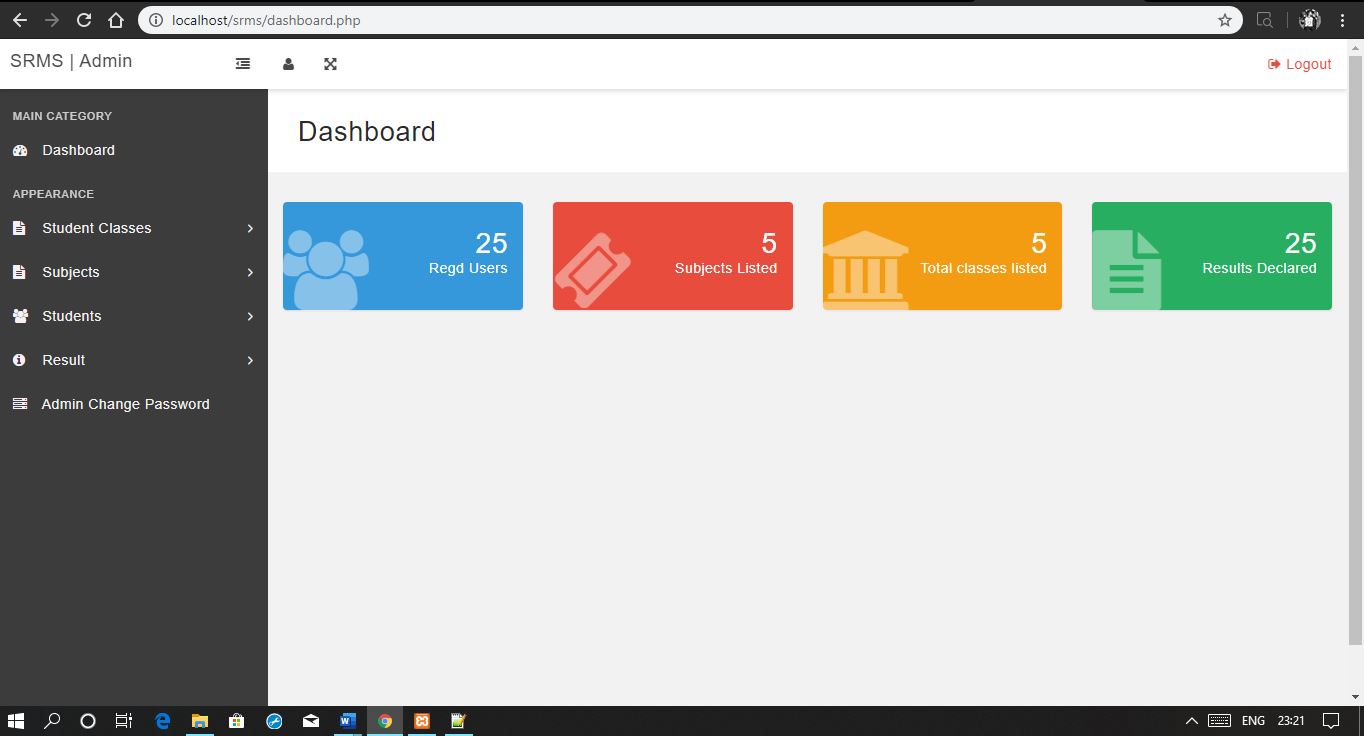 localhost/srms/dashboard.php
SRMS | Admin
Logout
MAIN CATEGORY
Dashboard
APPEARANCE
Student Classes
Subjects
Students
Result
Admin Change Password
Dashboard
25
Regd Users
5
Subjects Listed
5
Total classes listed
25
Results Declared
ENG 23:21